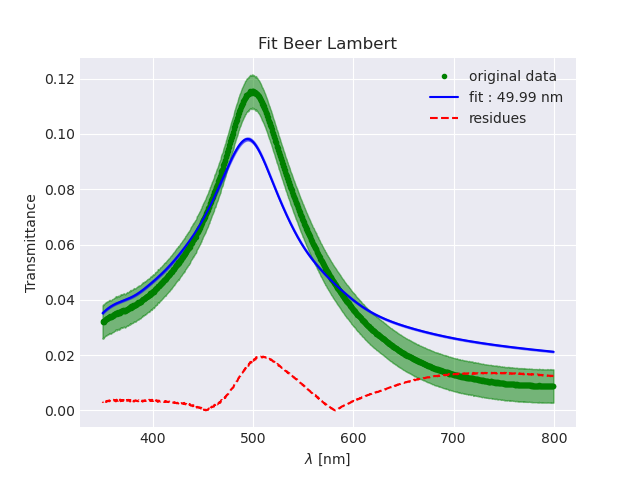 Fit Beer Lambert
original data
fit : 49.99 nm
residues
Transmittance
0.12
0.10
0.08
0.06
0.04
0.02
0.00
400 500 600 700 800
λ [nm]